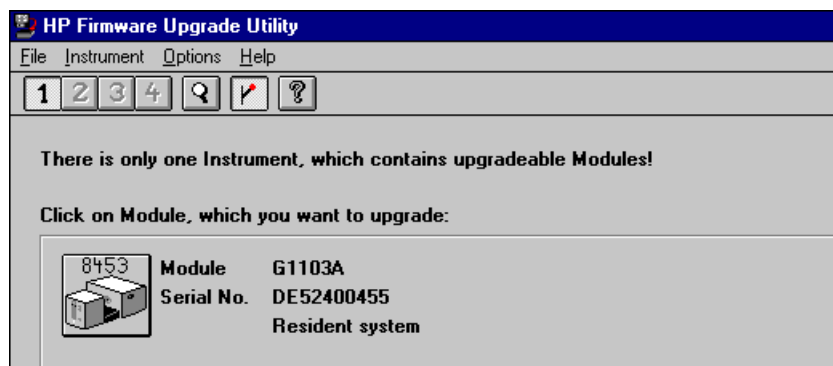 HP Firmware Upgrade Utility
File Instrument Options Help
1 2 3 4 ?
There is only one Instrument, which contains upgradeable Modules!
Click on Module, which you want to upgrade:
8453
Module G1103A
Serial No. DE52400455
Resident system